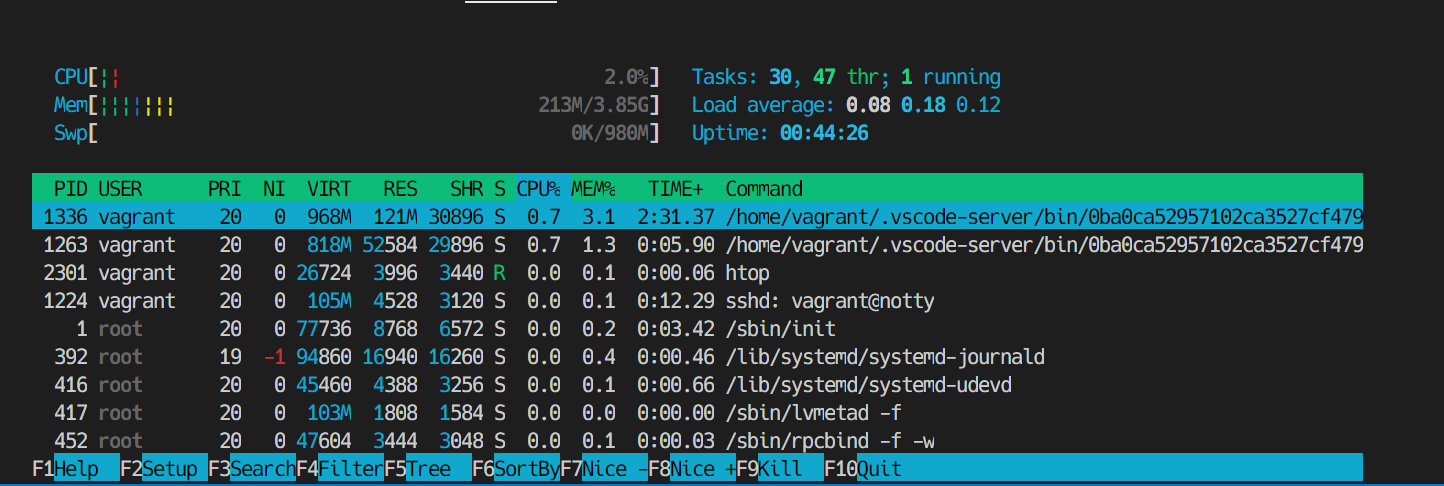 CPU[|| 2.0%] Tasks: 30, 47 thr; 1 running
Mem[||||||| 213M/3.85G] Load average: 0.08 0.18 0.12
Swp[ 0K/980M] Uptime: 00:44:26
PID USER PRI NI VIRT RES SHR S CPU% MEM% TIME+ Command
1336 vagrant 20 0 968M 121M 30896 S 0.7 3.1 2:31.37 /home/vagrant/.vscode-server/bin/0ba0ca52957102ca3527cf479
1263 vagrant 20 0 818M 52584 29896 S 0.7 1.3 0:05.90 /home/vagrant/.vscode-server/bin/0ba0ca52957102ca3527cf479
2301 vagrant 20 0 26724 3996 3440 R 0.0 0.1 0:00.06 htop
1224 vagrant 20 0 105M 4528 3120 S 0.0 0.1 0:12.29 sshd: vagrant@notty
1 root 20 0 77736 8768 6572 S 0.0 0.2 0:03.42 /sbin/init
392 root 19 -1 94860 16940 16260 S 0.0 0.4 0:00.46 /lib/systemd/systemd-journald
416 root 20 0 45460 4388 3256 S 0.0 0.1 0:00.66 /lib/systemd/systemd-udevd
417 root 20 0 103M 1808 1584 S 0.0 0.0 0:00.00 /sbin/lvmetad -f
452 root 20 0 47604 3444 3048 S 0.0 0.1 0:00.03 /sbin/rpcbind -f -w
F1Help F2Setup F3SearchF4FilterF5Tree F6SortByF7Nice -F8Nice +F9Kill F10Quit